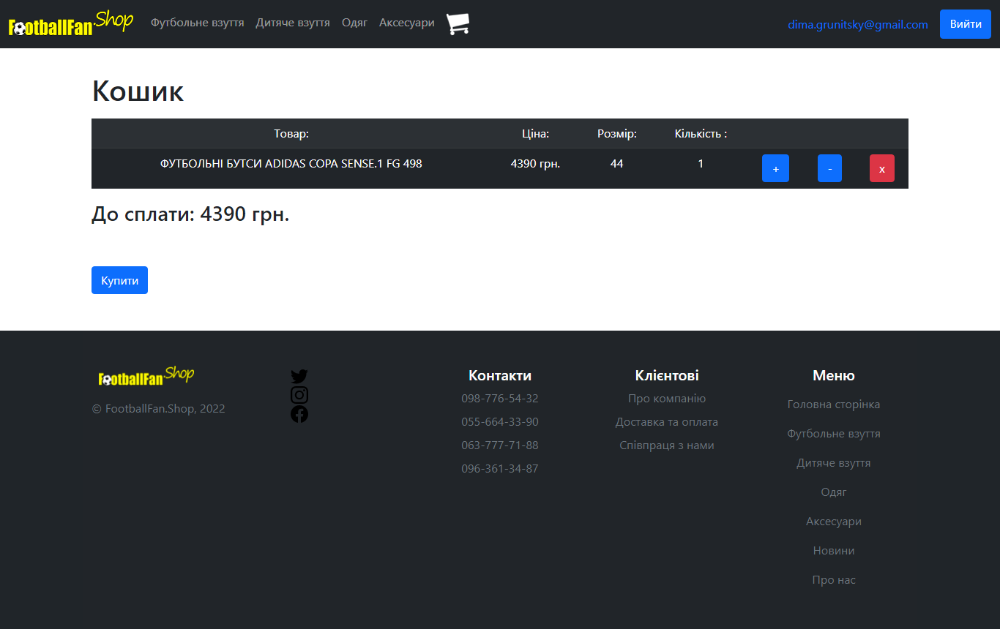 FootballFan.Shop Футбольне взуття Дитяче взуття Одяг Аксесуари dima.grunitsky@gmail.com Вийти
Кошик
Товар: Ціна: Розмір: Кількість :
ФУТБОЛЬНІ БУТСИ ADIDAS COPA SENSE.1 FG 498 4390 грн. 44 1 + - x
До сплати: 4390 грн.
Купити
FootballFan.Shop
© FootballFan.Shop, 2022
Контакти
098-776-54-32
055-664-33-90
063-777-71-88
096-361-34-87
Клієнтові
Про компанію
Доставка та оплата
Співпраця з нами
Меню
Головна сторінка
Футбольне взуття
Дитяче взуття
Одяг
Аксесуари
Новини
Про нас